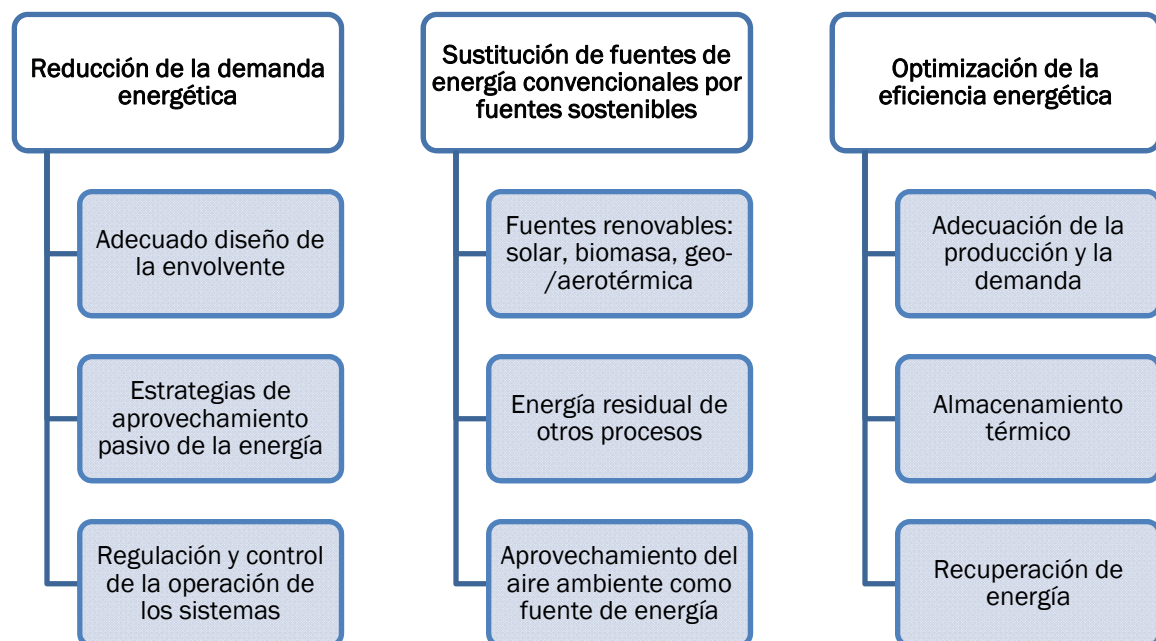 Reducción de la demanda
energética
Adecuado diseño de
la envolvente
Estrategias de
aprovechamiento
pasivo de la energía
Regulación y control
de la operación de
los sistemas
Sustitución de fuentes de
energía convencionales por
fuentes sostenibles
Fuentes renovables:
solar, biomasa, geo-
/aerotérmica
Energía residual de
otros procesos
Aprovechamiento del
aire ambiente como
fuente de energía
Optimización de la
eficiencia energética
Adecuación de la
producción y la
demanda
Almacenamiento
térmico
Recuperación de
energía